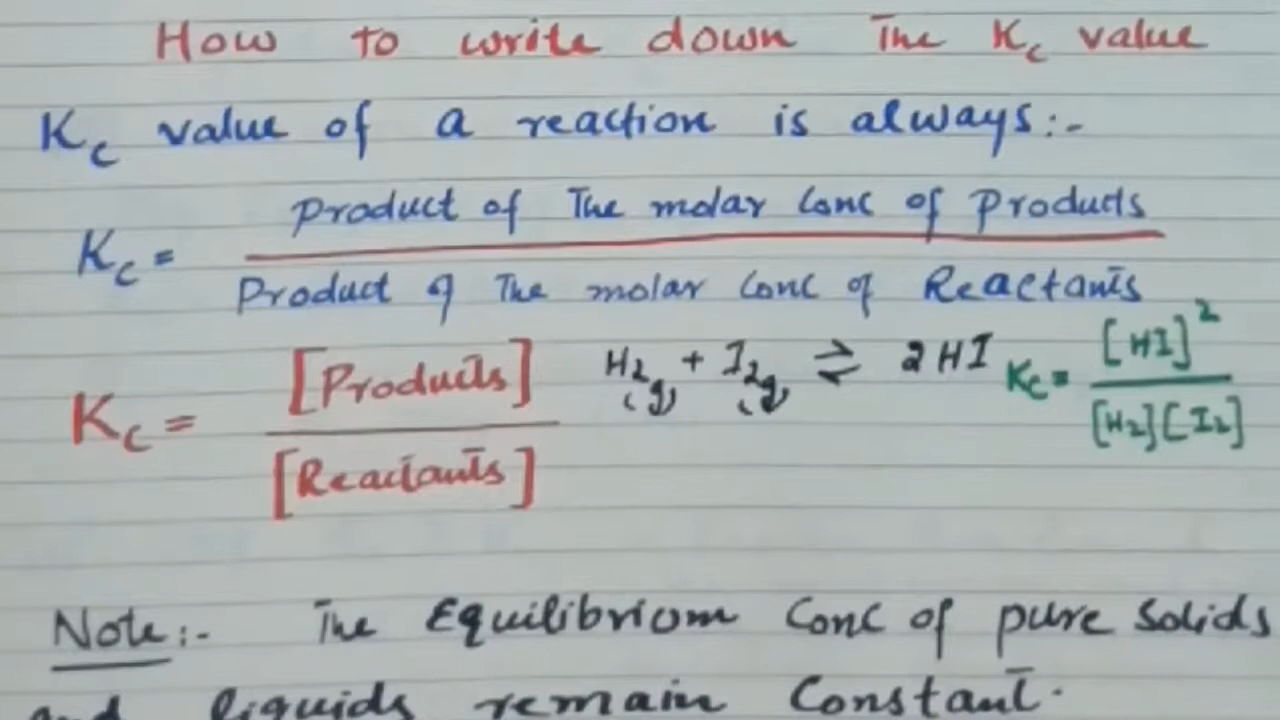 How to write down The Kc value
Kc value of a reaction is always:-
Kc = Product of The molar Conc of Products
Product of The molar Conc of Reactants
Kc = [Products]
[Reactants]
H2(g) + I2(g) ⇌ 2HI
Kc = [HI]²
[H2][I2]
Note:- The Equilibrium Conc of pure Solids
and liquids remain Constant.